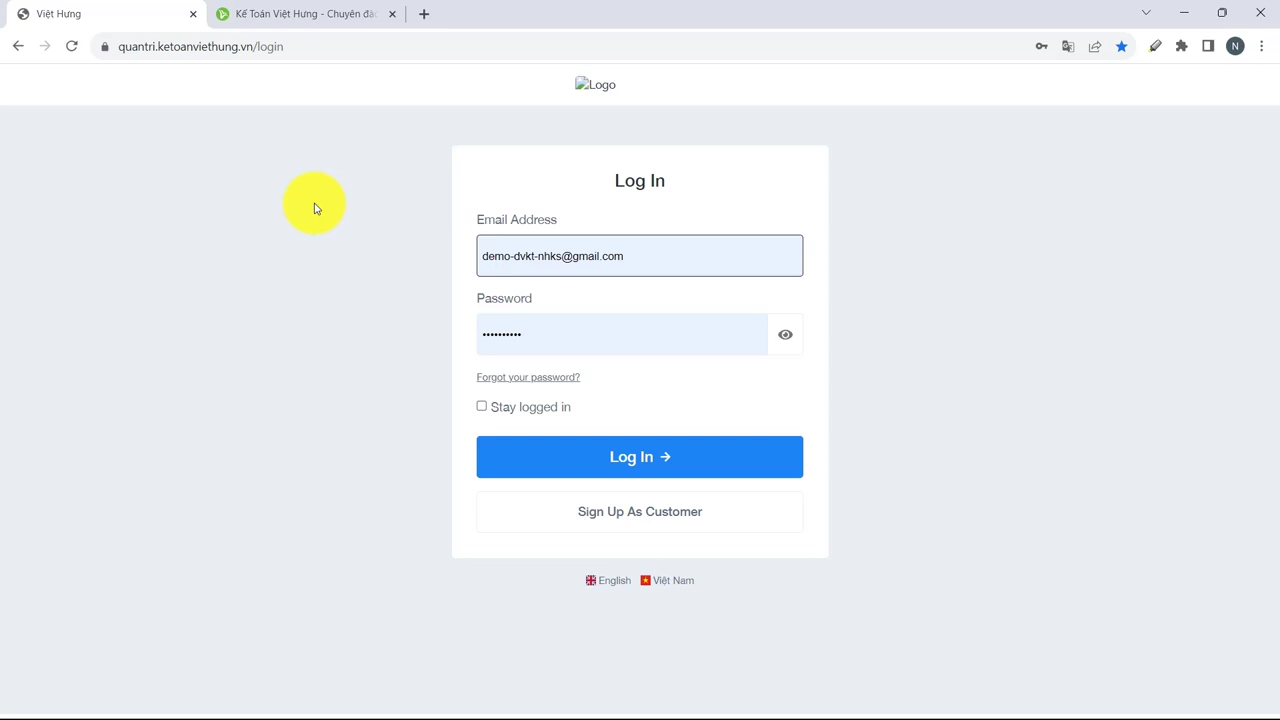 Việt Hưng
Kế Toán Việt Hưng - Chuyên đào
quantri.ketoanviethung.vn/login
N
Logo
Log In
Email Address
demo-dvkt-nhks@gmail.com
Password
••••••••••
Forgot your password?
Stay logged in
Log In →
Sign Up As Customer
English Việt Nam